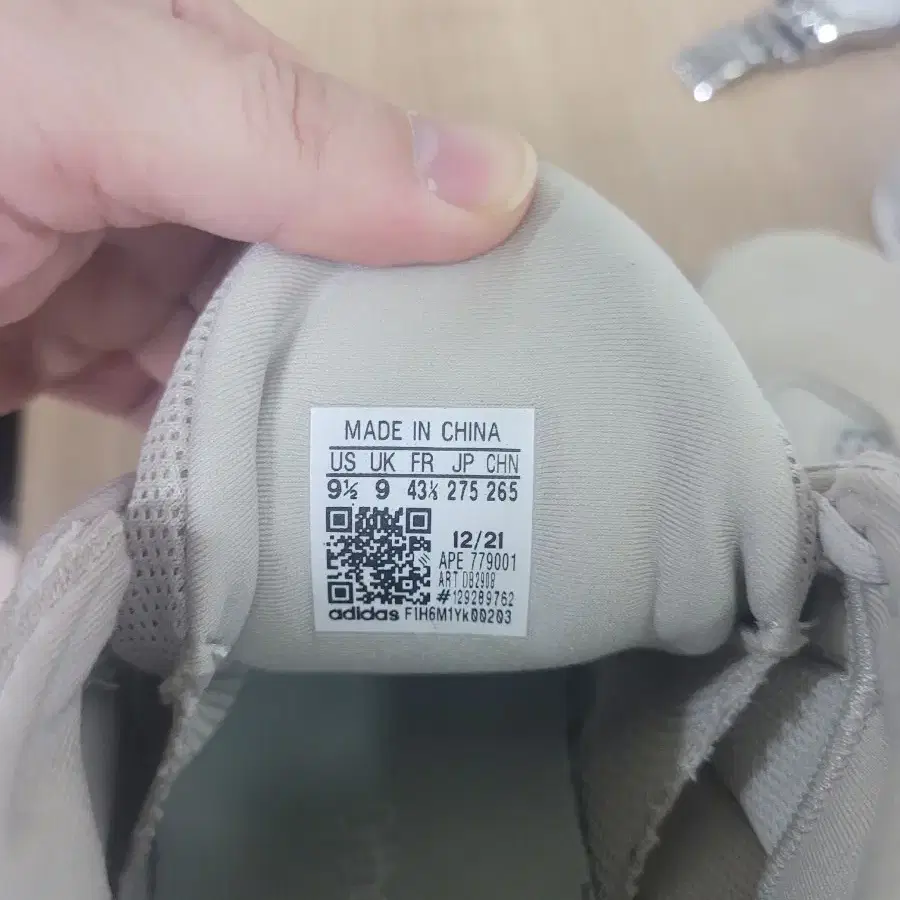 MADE IN CHINA
US UK FR JP CHN
9½ 9 43⅓ 275 265
12/21
APE 779001
ART DB2908
#129289762
adidas F1H6M1Yk00203